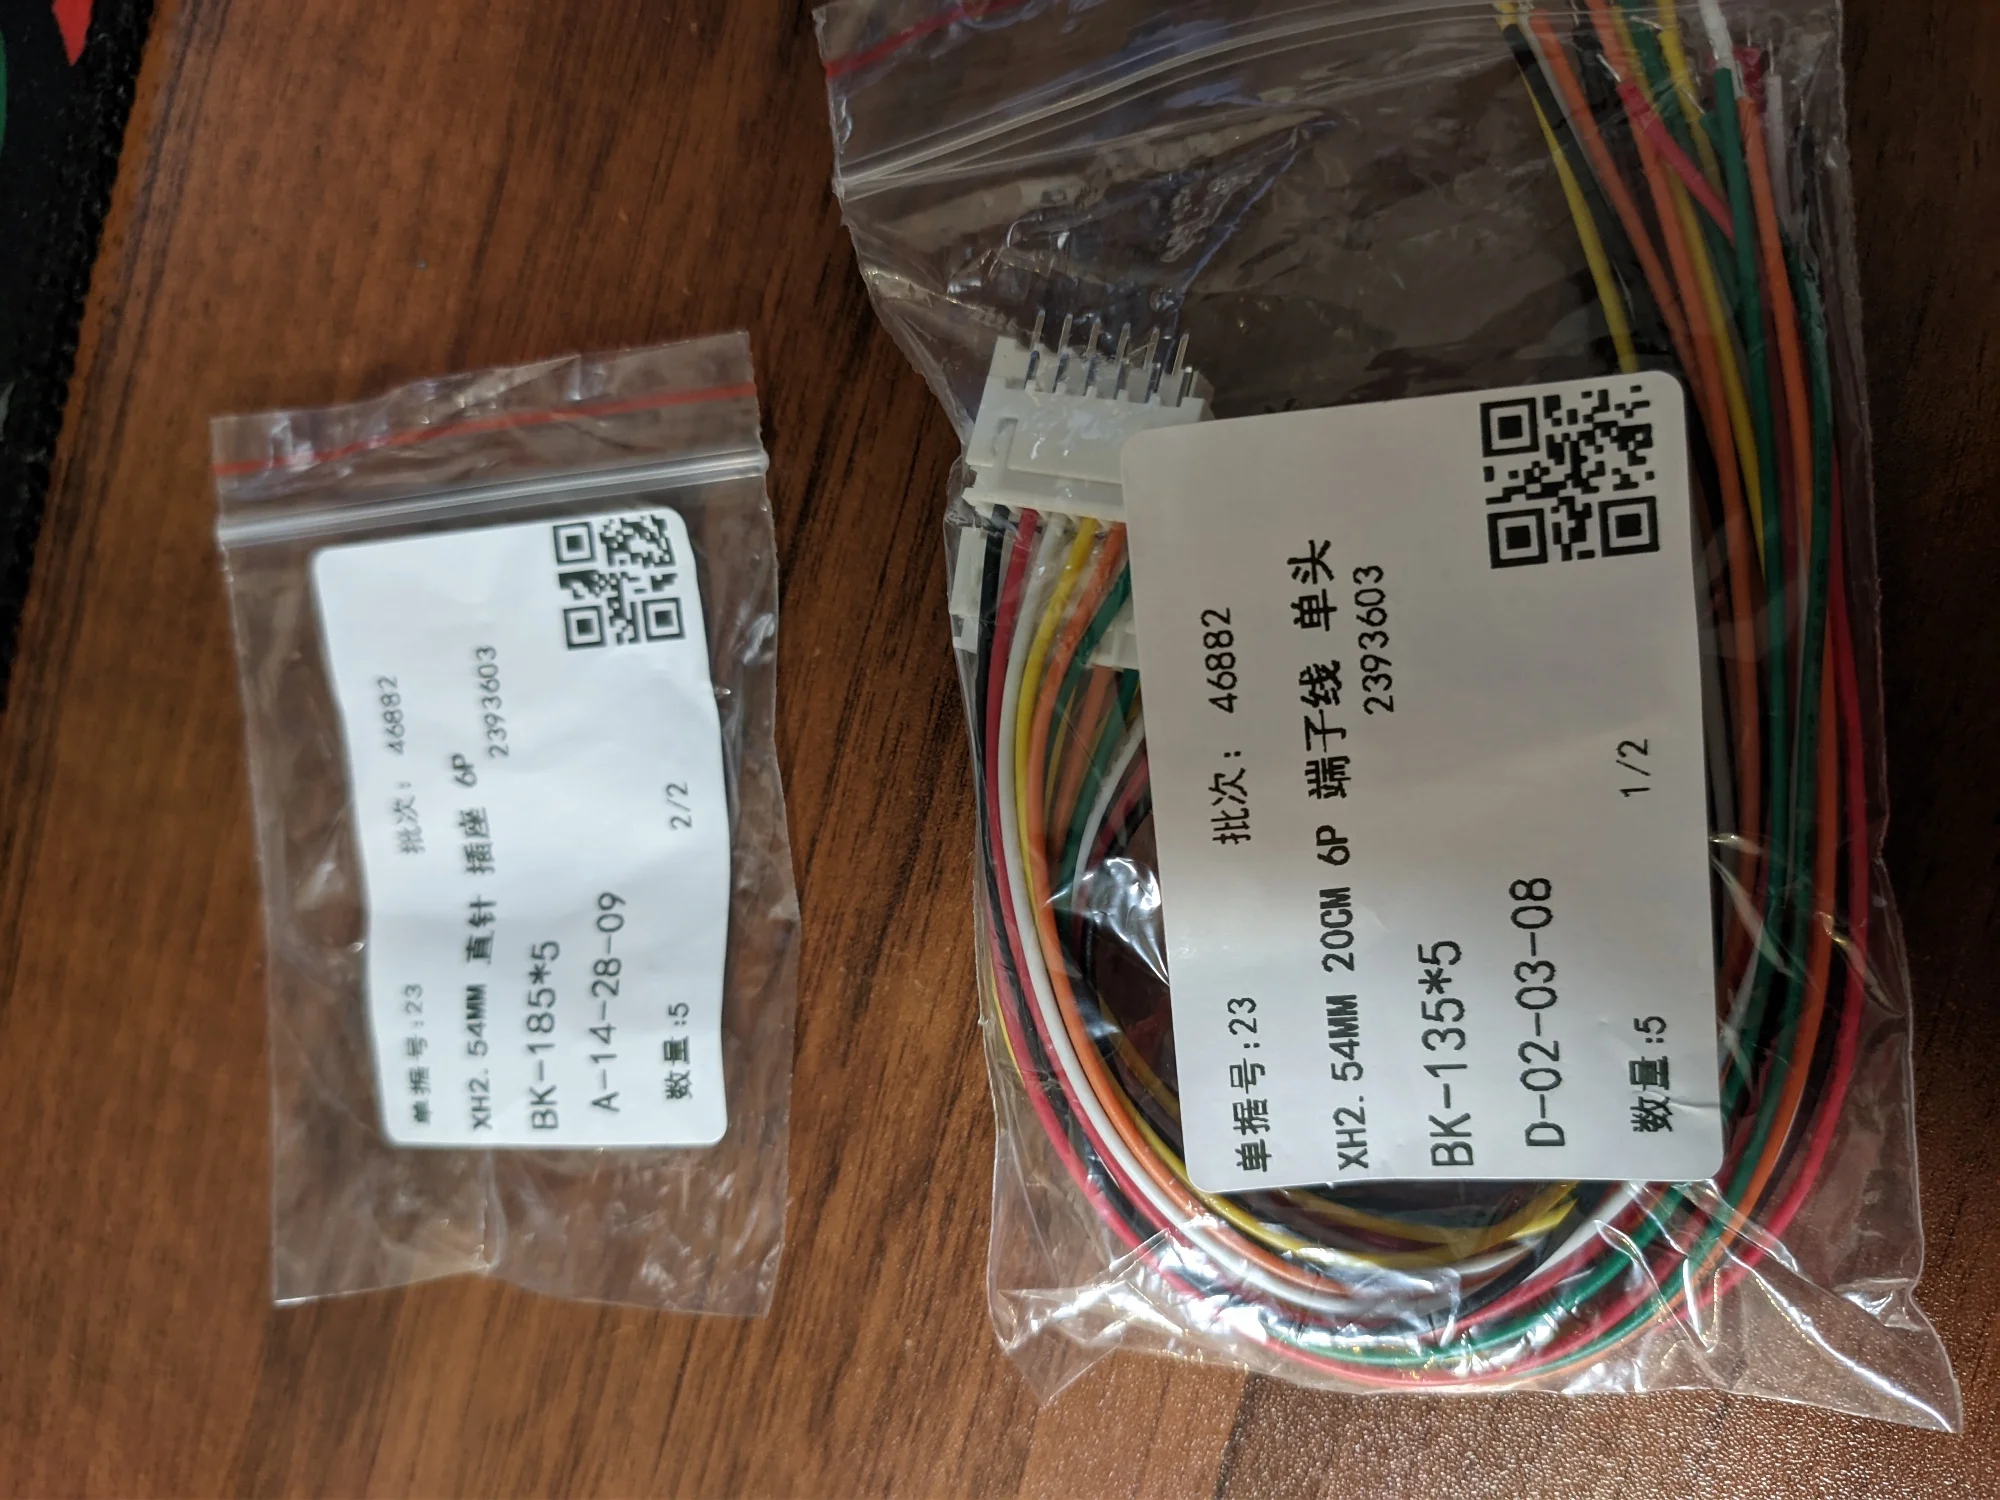 单据号:23 批次: 46882
XH2.54MM 直针 插座 6P
2393603
BK-185*5
A-14-28-09
数量:5 2/2
单据号:23 批次: 46882
XH2.54MM 20CM 6P 端子线 单头
2393603
BK-135*5
D-02-03-08
数量:5 1/2